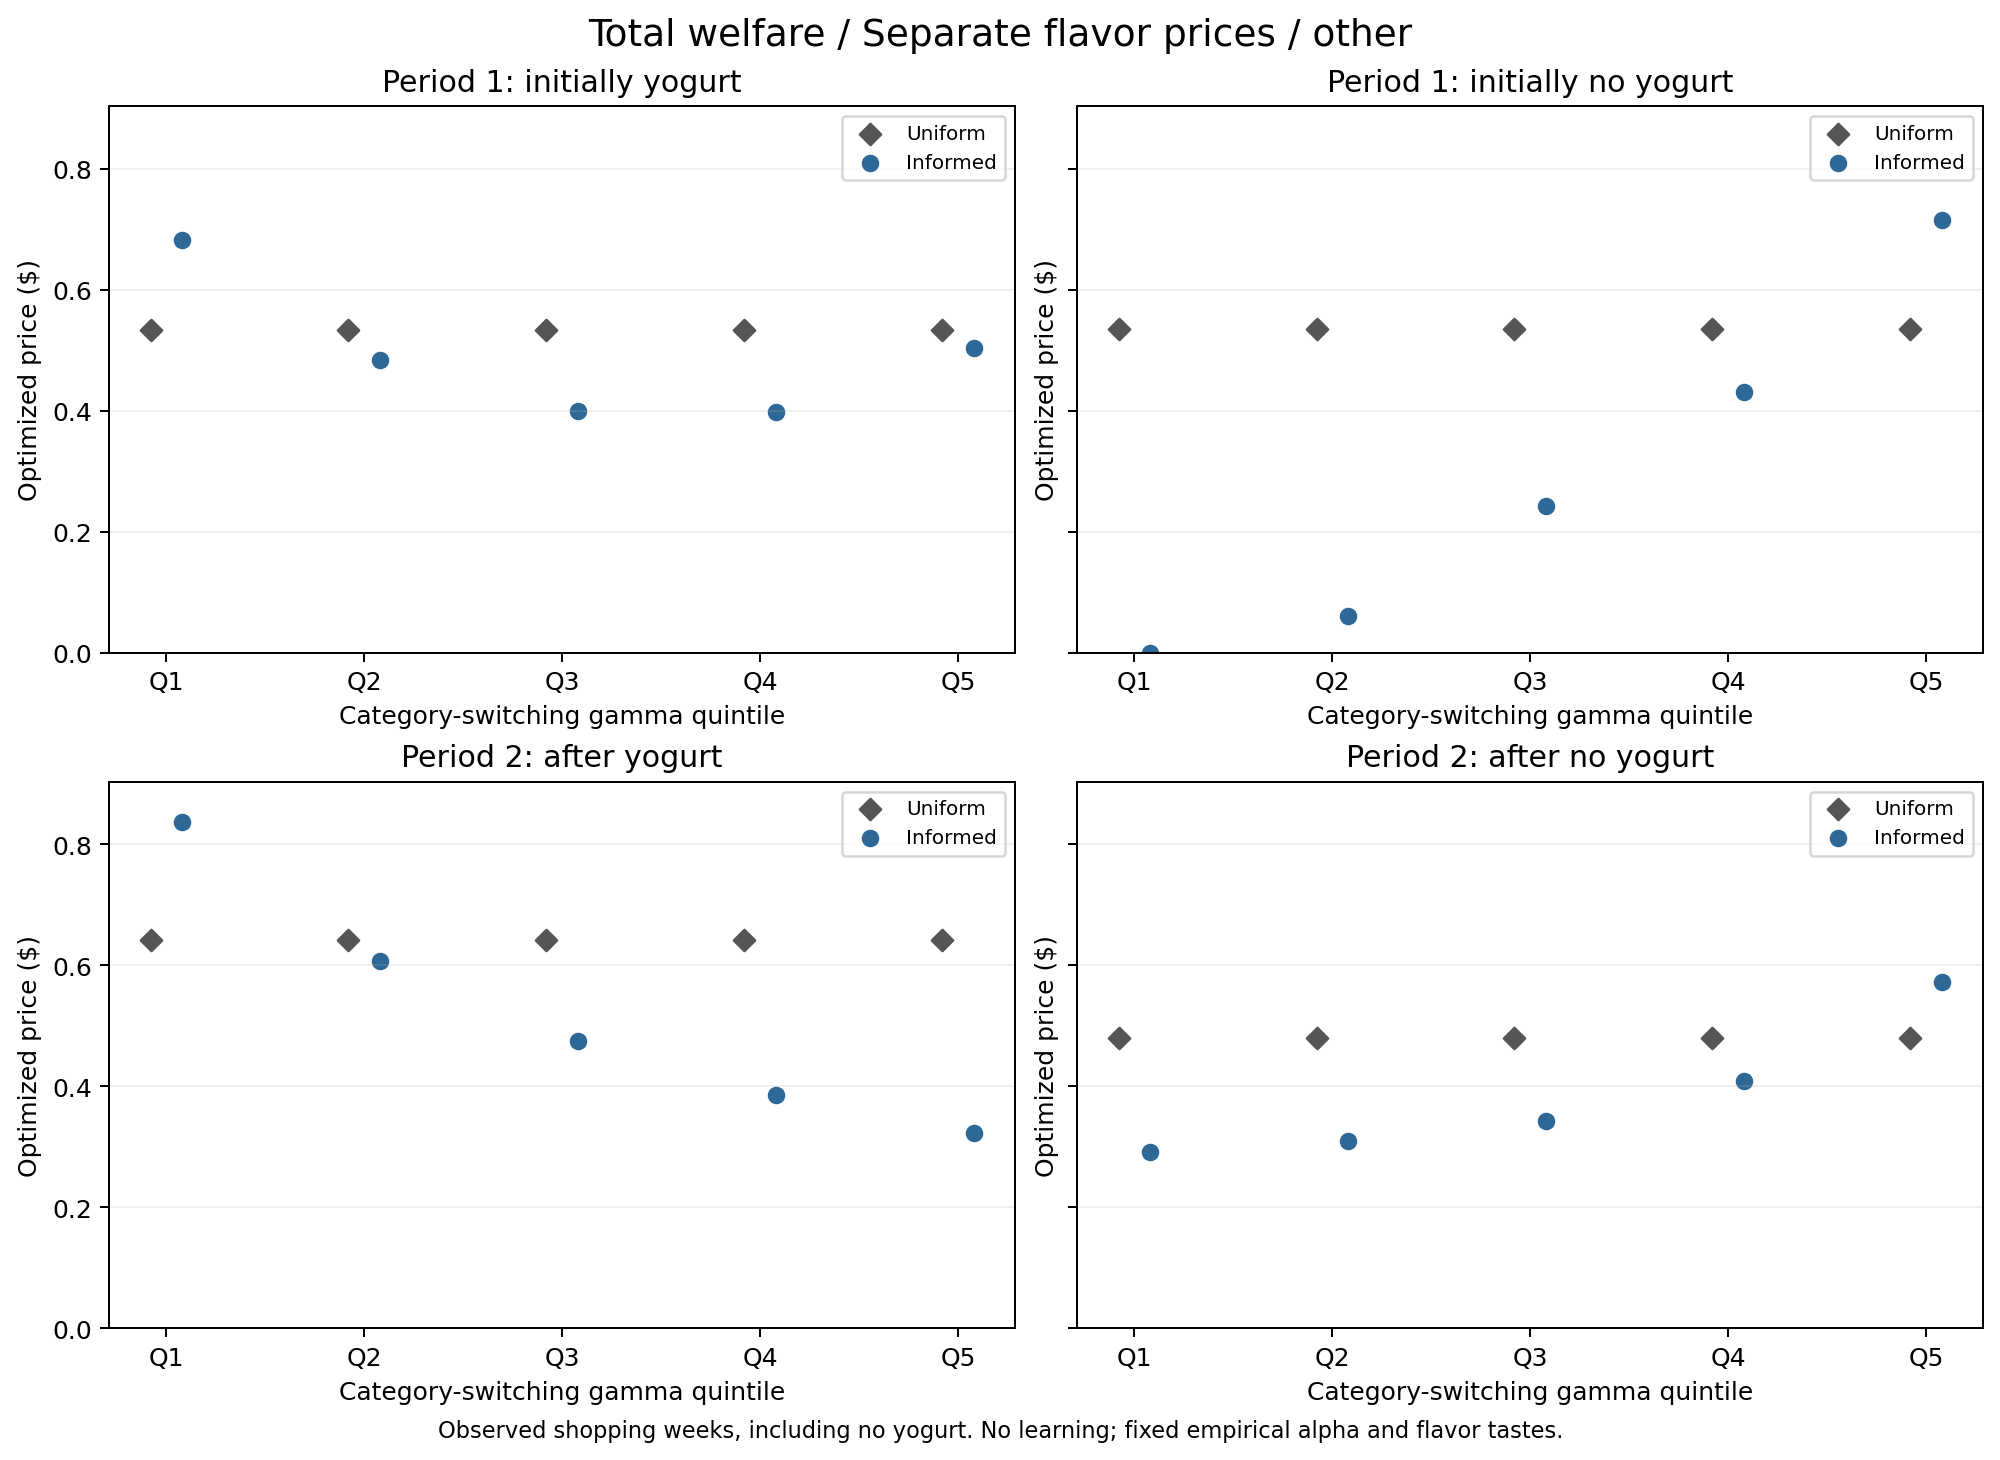 Total welfare / Separate flavor prices / other
Period 1: initially yogurt
Uniform
Informed
Optimized price ($)
0.8
0.6
0.4
0.2
0.0
Q1 Q2 Q3 Q4 Q5
Category-switching gamma quintile
Period 1: initially no yogurt
Uniform
Informed
Optimized price ($)
Q1 Q2 Q3 Q4 Q5
Category-switching gamma quintile
Period 2: after yogurt
Uniform
Informed
Optimized price ($)
0.8
0.6
0.4
0.2
0.0
Q1 Q2 Q3 Q4 Q5
Category-switching gamma quintile
Period 2: after no yogurt
Uniform
Informed
Optimized price ($)
Q1 Q2 Q3 Q4 Q5
Category-switching gamma quintile
Observed shopping weeks, including no yogurt. No learning; fixed empirical alpha and flavor tastes.